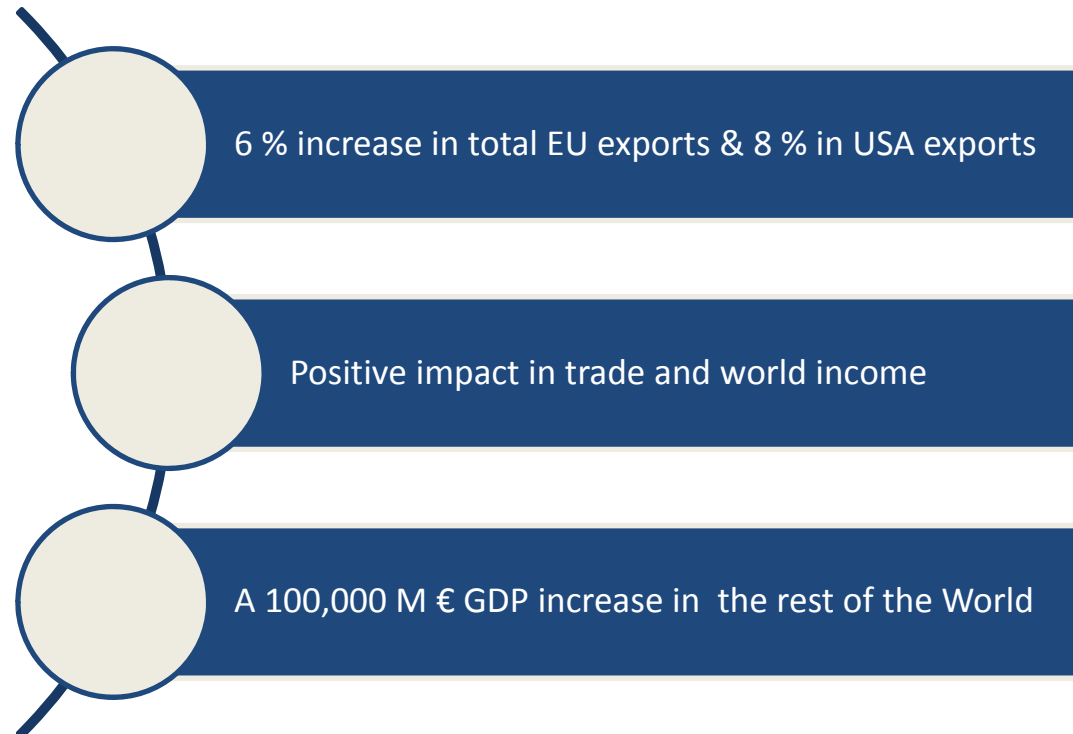 6 % increase in total EU exports & 8 % in USA exports
Positive impact in trade and world income
A 100,000 M € GDP increase in  the rest of the World